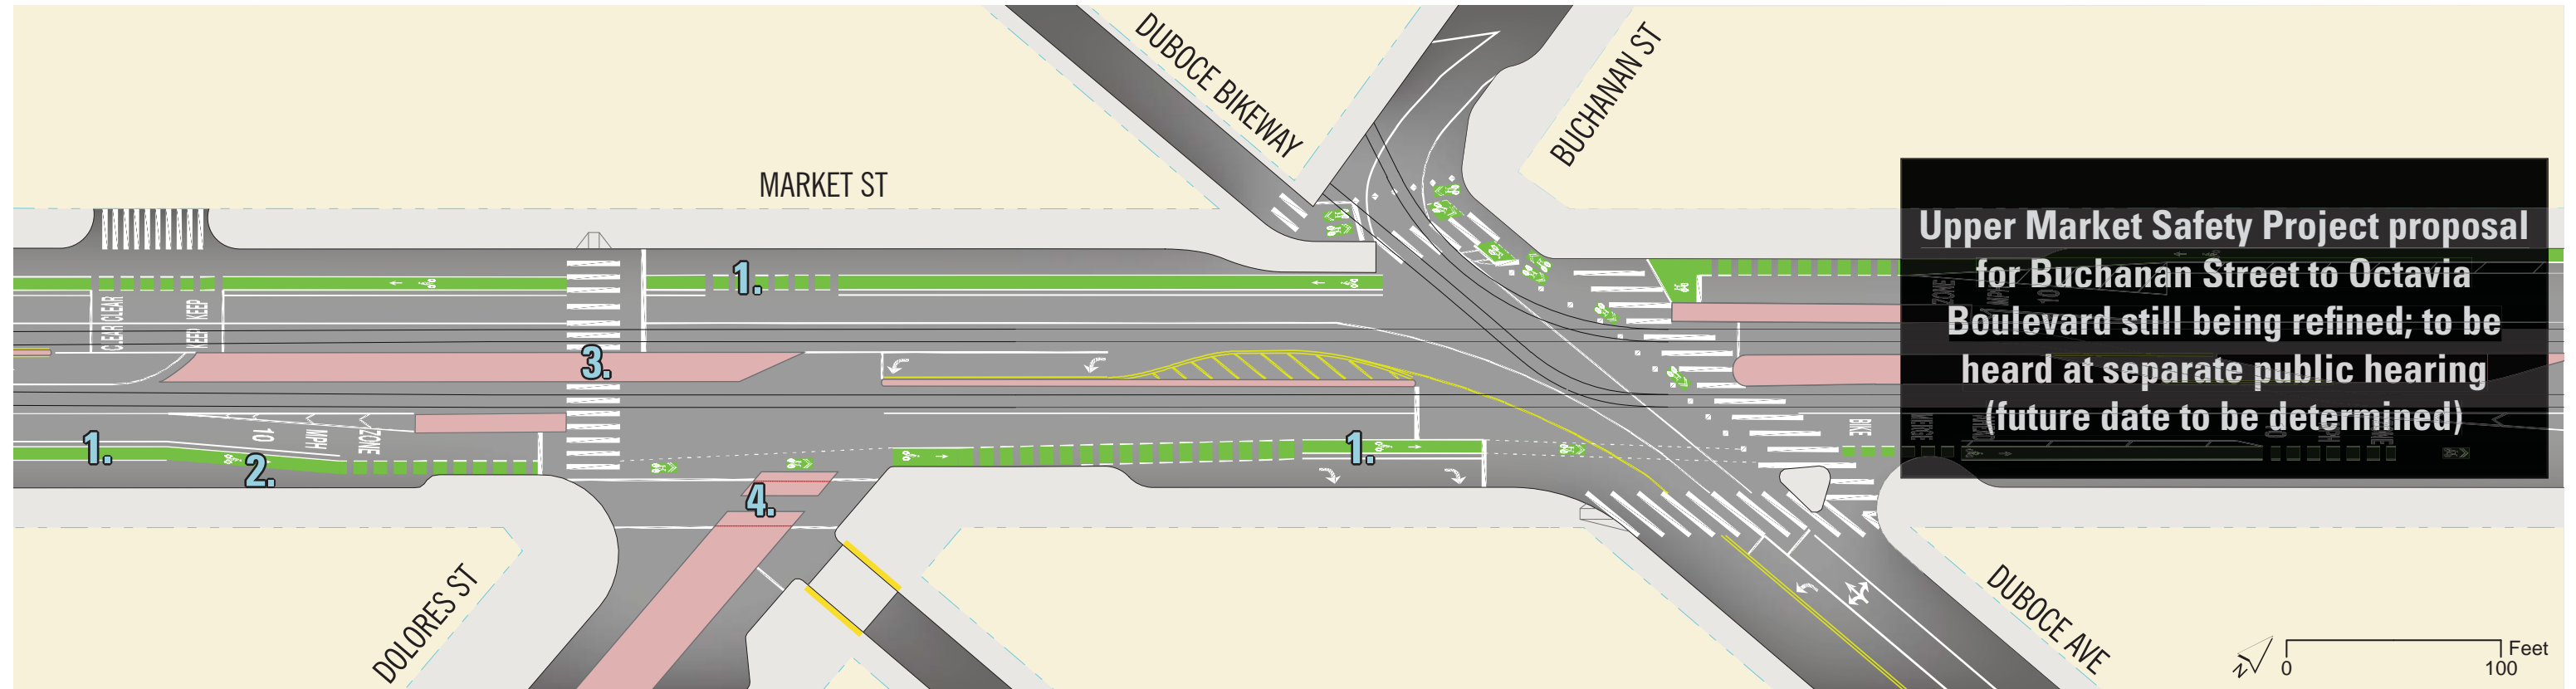 DUBOCE BIKEWAY
BUCHANAN ST
MARKET ST
Upper Market Safety Project proposal
for Buchanan Street to Octavia
Boulevard still being refined; to be
heard at separate public hearing
(future date to be determined)
1.
1.
CLEAR CLEAR
KEEP KEEP
3.
10
MPH
ZONE
1.
2.
1.
4.
BIKE
DOLORES ST
DUBOCE AVE
N
0
100
Feet